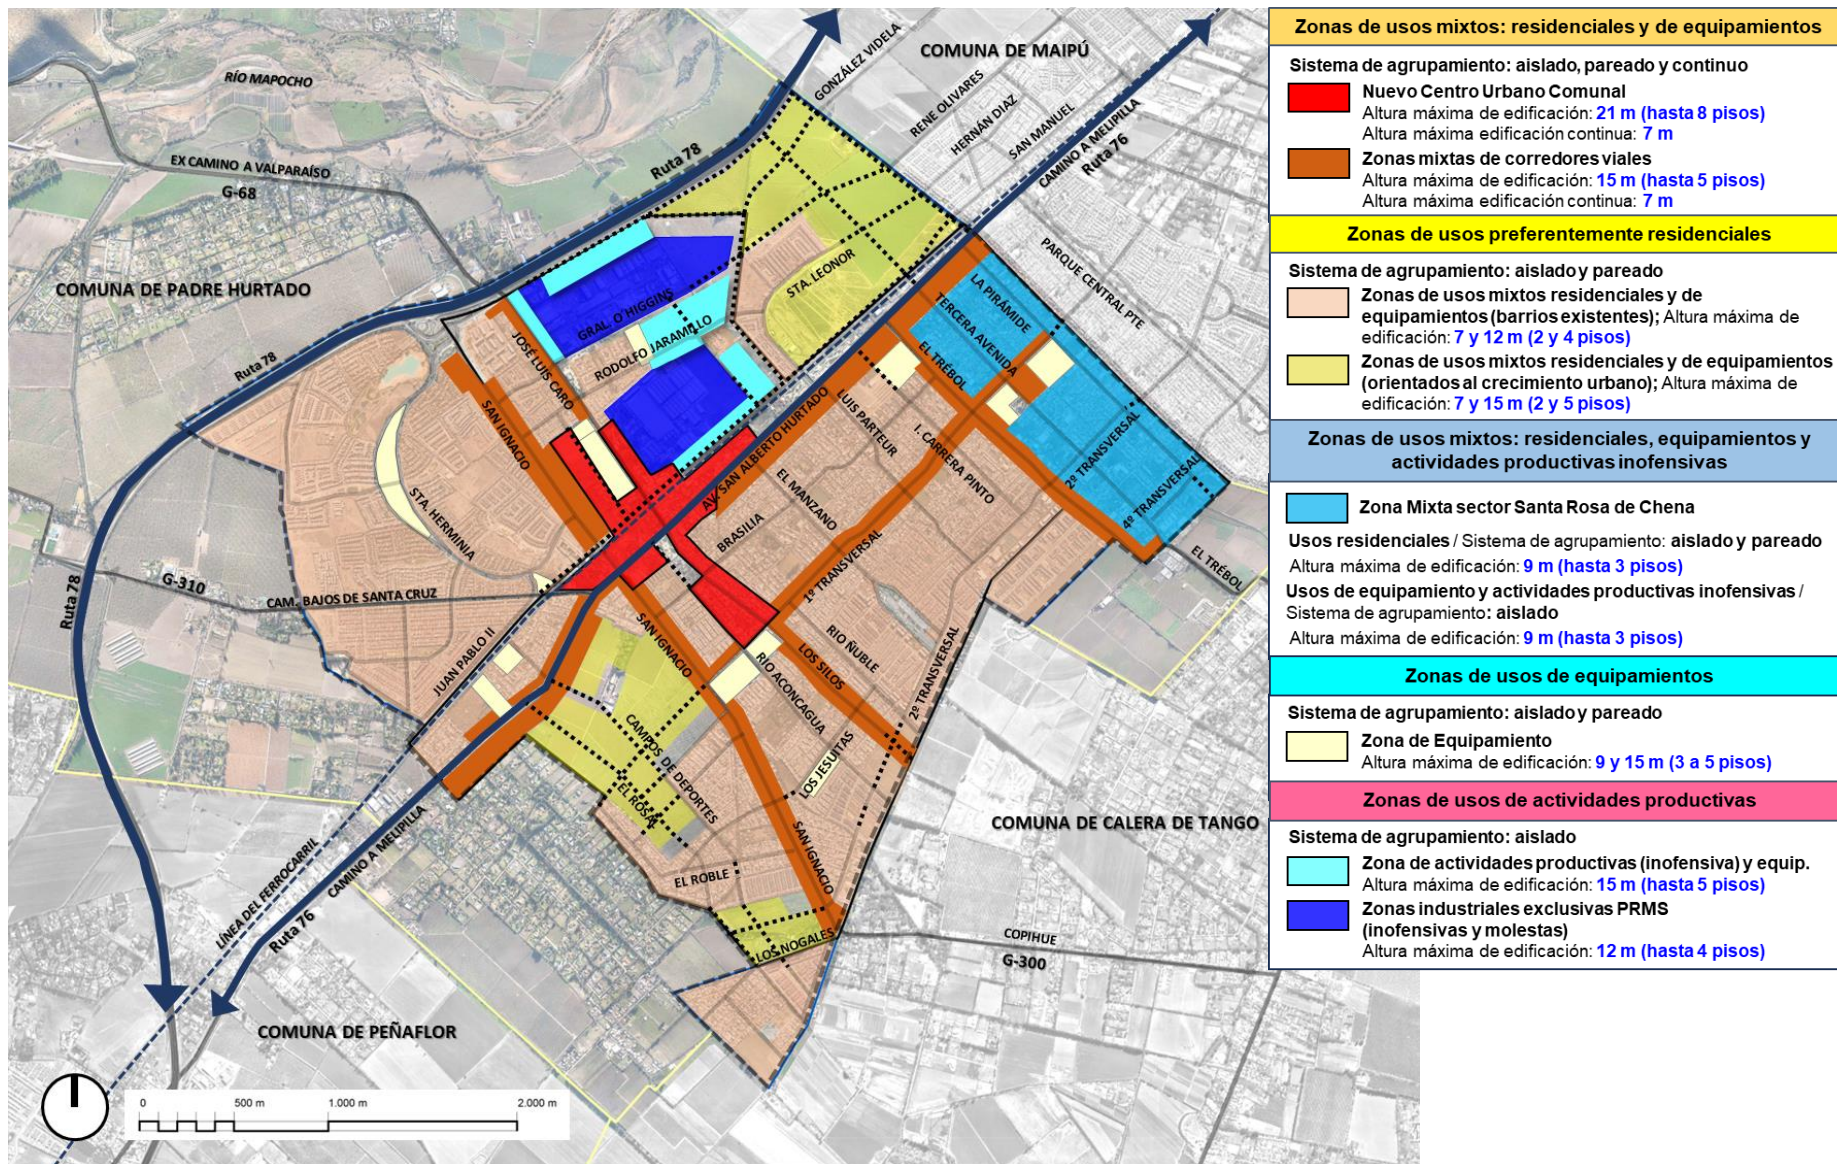 COMUNA DE MAIPÚ
GONZÁLEZ VIDELA
RENE OLIVARES
HERNÁN DIAZ
SAN MANUEL
CAMINO A MELIPILLA
Ruta 76
RÍO MAPOCHO
EX CAMINO A VALPARAÍSO
G-68
Ruta 78
COMUNA DE PADRE HURTADO
PARQUE CENTRAL PTE
STA. LEONOR
LA PIRÁMIDE
TERCERA AVENIDA
EL TRÉBOL
GRAL. O´HIGGINS
RODOLFO JARAMILLO
JOSÉ LUIS CARO
Ruta 78
SAN IGNACIO
AV. SAN ALBERTO HURTADO
LUIS PARTEUR
I. CARRERA PINTO
2º TRANSVERSAL
4º TRANSVERSAL
EL TRÉBOL
EL MANZANO
BRASILIA
1º TRANSVERSAL
STA. HERMINIA
G-310
CAM. BAJOS DE SANTA CRUZ
Ruta 78
JUAN PABLO II
SAN IGNACIO
RIO ÑUBLE
LOS SILOS
RIO ACONCAGUA
2º TRANSVERSAL
CAMPOS DE DEPORTES
EL ROSAL
LOS JESUITAS
SAN IGNACIO
EL ROBLE
LOS NOGALES
COMUNA DE CALERA DE TANGO
COPIHUE
G-300
LÍNEA DEL FERROCARRIL
CAMINO A MELIPILLA
Ruta 76
COMUNA DE PEÑAFLOR
0 500 m 1.000 m 2.000 m
Zonas de usos mixtos: residenciales y de equipamientos
Sistema de agrupamiento: aislado, pareado y continuo
Nuevo Centro Urbano Comunal
Altura máxima de edificación: 21 m (hasta 8 pisos)
Altura máxima edificación continua: 7 m
Zonas mixtas de corredores viales
Altura máxima de edificación: 15 m (hasta 5 pisos)
Altura máxima edificación continua: 7 m
Zonas de usos preferentemente residenciales
Sistema de agrupamiento: aislado y pareado
Zonas de usos mixtos residenciales y de
equipamientos (barrios existentes); Altura máxima de
edificación: 7 y 12 m (2 y 4 pisos)
Zonas de usos mixtos residenciales y de equipamientos
(orientados al crecimiento urbano); Altura máxima de
edificación: 7 y 15 m (2 y 5 pisos)
Zonas de usos mixtos: residenciales, equipamientos y
actividades productivas inofensivas
Zona Mixta sector Santa Rosa de Chena
Usos residenciales / Sistema de agrupamiento: aislado y pareado
Altura máxima de edificación: 9 m (hasta 3 pisos)
Usos de equipamiento y actividades productivas inofensivas /
Sistema de agrupamiento: aislado
Altura máxima de edificación: 9 m (hasta 3 pisos)
Zonas de usos de equipamientos
Sistema de agrupamiento: aislado y pareado
Zona de Equipamiento
Altura máxima de edificación: 9 y 15 m (3 a 5 pisos)
Zonas de usos de actividades productivas
Sistema de agrupamiento: aislado
Zona de actividades productivas (inofensiva) y equip.
Altura máxima de edificación: 15 m (hasta 5 pisos)
Zonas industriales exclusivas PRMS
(inofensivas y molestas)
Altura máxima de edificación: 12 m (hasta 4 pisos)